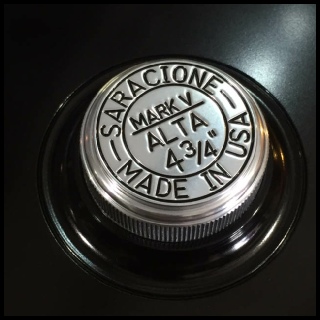 SARACIONE
MARK V
ALTA
4 3/4"
MADE IN USA